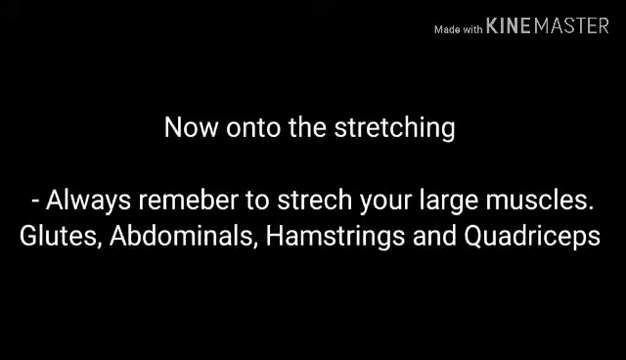 Made with KINEMASTER
Now onto the stretching
- Always remeber to strech your large muscles.
Glutes, Abdominals, Hamstrings and Quadriceps